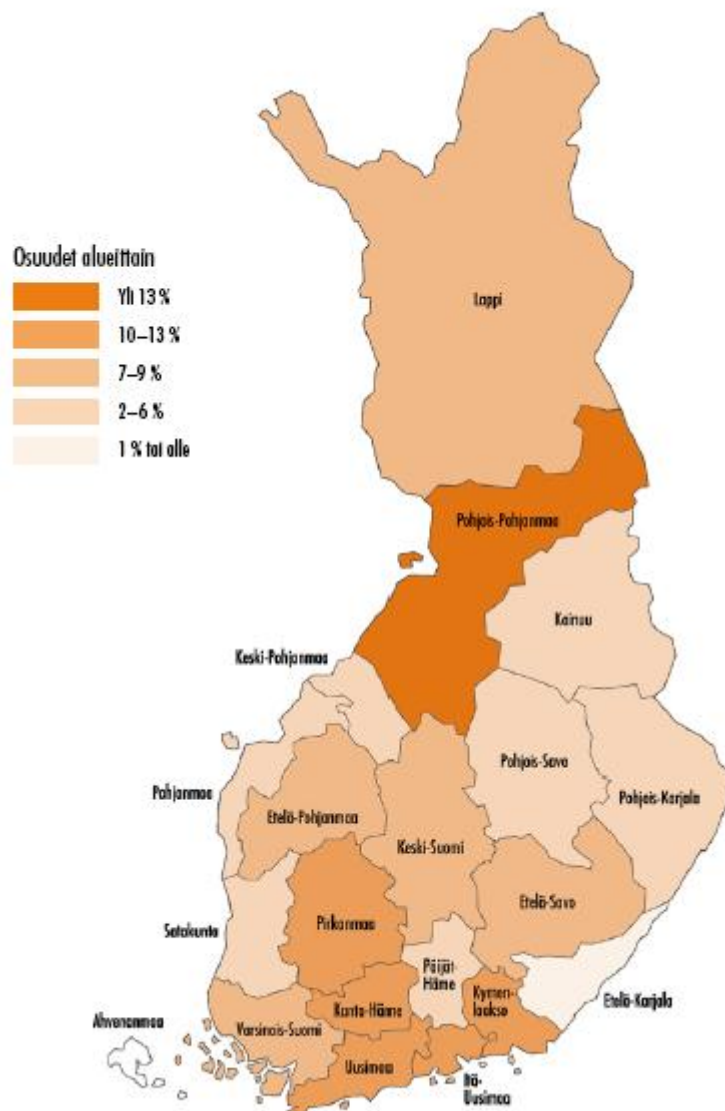 Osuudet alueittain
Yli 13 %
10–13 %
7–9 %
2–6 %
1 % tai alle
Lappi
Pohjois-Pohjanmaa
Kainuu
Keski-Pohjanmaa
Pohjanmaa
Etelä-Pohjanmaa
Keski-Suomi
Pohjois-Savo
Pohjois-Karjala
Etelä-Savo
Satakunta
Pirkanmaa
Päijät-
Häme
Kymen-
laakso
Etelä-Karjala
Kanta-Häme
Ahvenanmaa
Varsinais-Suomi
Uusimaa
Itä-
Uusimaa